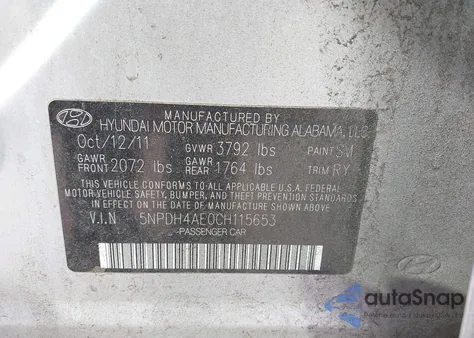 MANUFACTURED BY
HYUNDAI MOTOR MANUFACTURING ALABAMA, LLC
Oct/12/11 GVWR 3792 lbs PAINT SM
GAWR FRONT 2072 lbs GAWR REAR 1764 lbs TRIM RY
THIS VEHICLE CONFORMS TO ALL APPLICABLE U.S.A FEDERAL
MOTOR VEHICLE SAFETY, BUMPER, AND THEFT PREVENTION STANDARDS
IN EFFECT ON THE DATE OF MANUFACTURE SHOWN ABOVE.
V.I.N 5NPDH4AE0CH115653
PASSENGER CAR
autoSnap